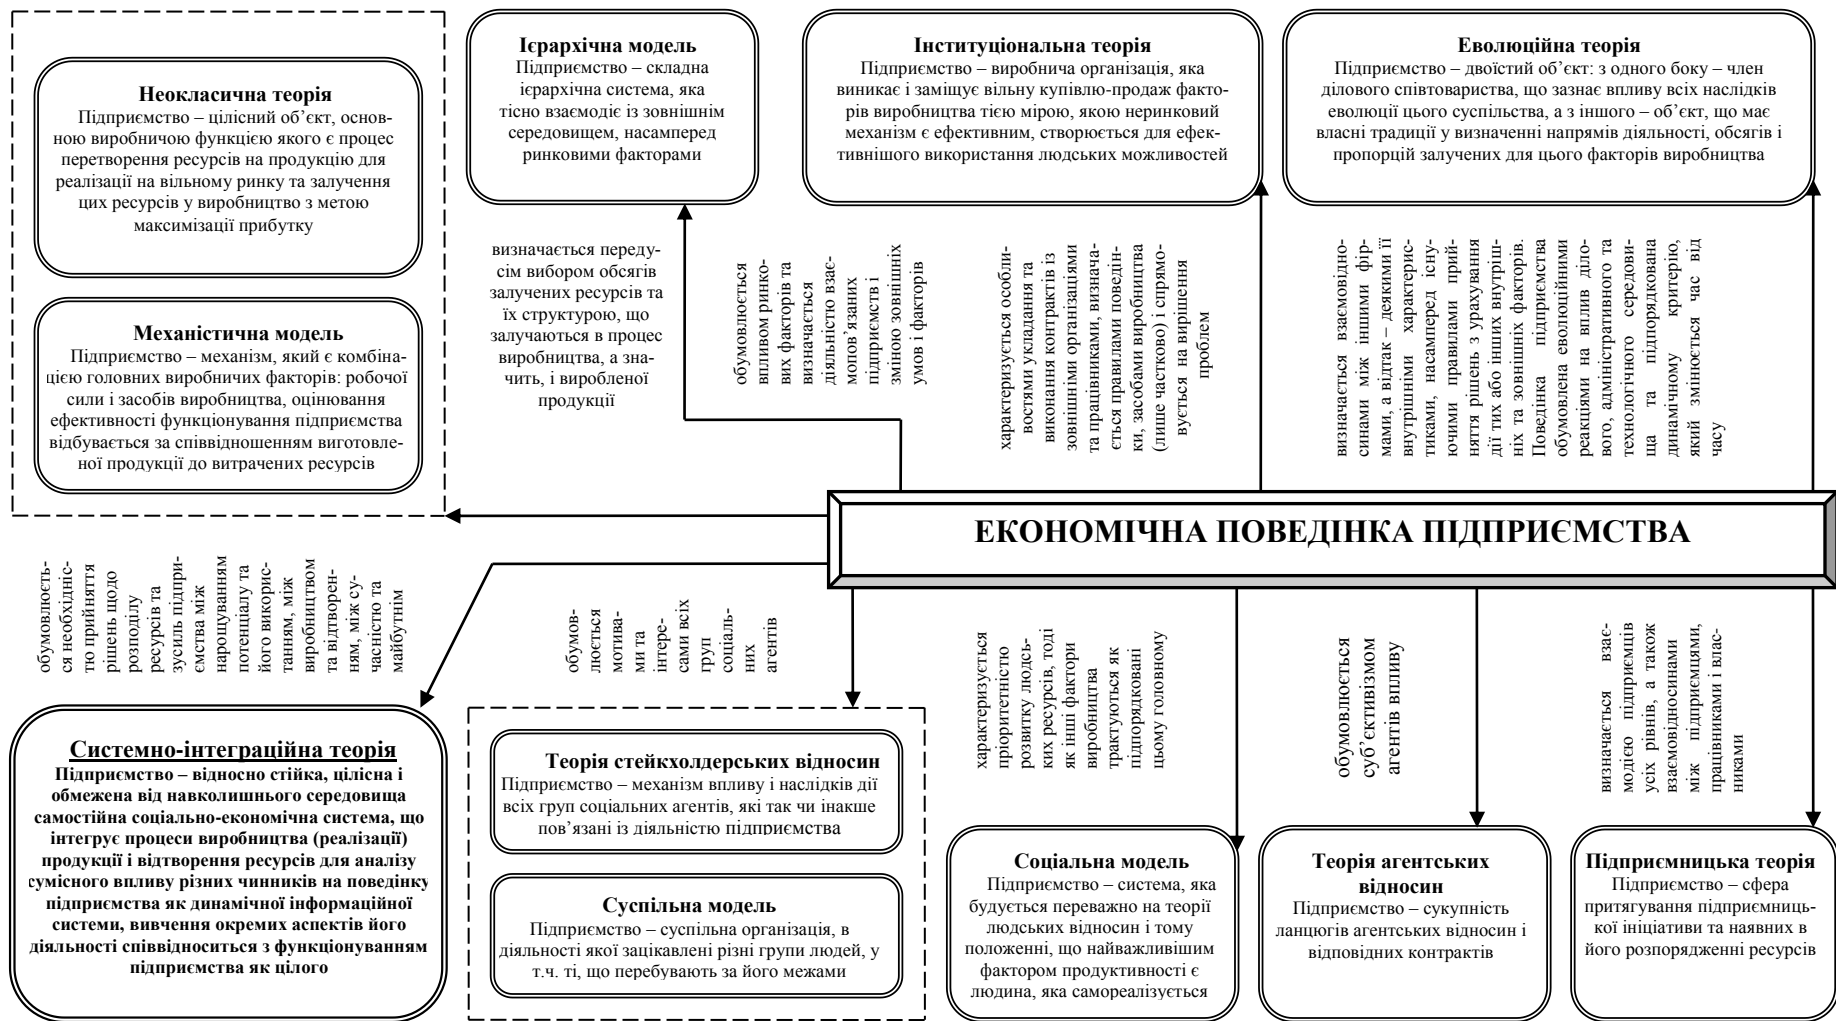 Неокласична теорія
Підприємство – цілісний об’єкт, основ-
ною виробничою функцією якого є процес
перетворення ресурсів на продукцію для
реалізації на вільному ринку та залучення
цих ресурсів у виробництво з метою
максимізації прибутку
Механістична модель
Підприємство – механізм, який є комбіна-
цією головних виробничих факторів: робочої
сили і засобів виробництва, оцінювання
ефективності функціонування підприємства
відбувається за співвідношенням виготовле-
ної продукції до витрачених ресурсів
Ієрархічна модель
Підприємство – складна
ієрархічна система, яка
тісно взаємодіє із зовнішнім
середовищем, насамперед
ринковими факторами
Інституціональна теорія
Підприємство – виробнича організація, яка
виникає і заміщує вільну купівлю-продаж факто-
рів виробництва тією мірою, якою неринковий
механізм є ефективним, створюється для ефек-
тивнішого використання людських можливостей
Еволюційна теорія
Підприємство – двоїстий об’єкт: з одного боку – член
ділового співтовариства, що зазнає впливу всіх наслідків
еволюції цього суспільства, а з іншого – об’єкт, що має
власні традиції у визначенні напрямів діяльності, обсягів і
пропорцій залучених для цього факторів виробництва
визначається переду-
сім вибором обсягів
залучених ресурсів та
їх структурою, що
залучаються в процес
виробництва, а зна-
чить, і виробленої
продукції
обумовлюється
впливом ринко-
вих факторів та
визначається
діяльністю взає-
мопов’язаних
підприємств і
зміною зовнішніх
умов і факторів
характеризується особли-
востями укладання та
виконання контрактів із
зовнішніми організаціями
та працівниками, визнача-
ється правилами поведін-
ки, засобами виробництва
(лише частково) і спрямо-
вується на вирішення
проблем
визначається взаємовідно-
синами між іншими фір-
мами, а відтак – деякими її
внутрішніми характерис-
тиками, насамперед існу-
ючими правилами прий-
няття рішень з урахування
дії тих або інших внутріш-
ніх та зовнішніх факторів.
Поведінка підприємства
обумовлена еволюційними
реакціями на вплив діло-
вого, адміністративного та
технологічного середови-
ща та підпорядкована
динамічному критерію,
який змінюється час від
часу
ЕКОНОМІЧНА ПОВЕДІНКА ПІДПРИЄМСТВА
обумовлюєть-
ся необхідніс-
тю прийняття
рішень щодо
розподілу
ресурсів та
зусиль підпри-
ємства між
нарощуванням
потенціалу та
його викорис-
танням, між
виробництвом
та відтворен-
ням, між су-
часністю та
майбутнім
обумов-
люється
мотива-
ми та
інтере-
сами всіх
груп
соціаль-
них
агентів
характеризується
пріоритетністю
розвитку людсь-
ких ресурсів, тоді
як інші фактори
виробництва
трактуються як
підпорядковані
цьому головному
обумовлюється
суб’єктивізмом
агентів впливу
визначається взає-
модією підприємців
усіх рівнів, а також
взаємовідносинами
між підприємцями,
працівниками і влас-
никами
Системно-інтеграційна теорія
Підприємство – відносно стійка, цілісна і
обмежена від навколишнього середовища
самостійна соціально-економічна система, що
інтегрує процеси виробництва (реалізації)
продукції і відтворення ресурсів для аналізу
сумісного впливу різних чинників на поведінку
підприємства як динамічної інформаційної
системи, вивчення окремих аспектів його
діяльності співвідноситься з функціонуванням
підприємства як цілого
Теорія стейкхолдерських відносин
Підприємство – механізм впливу і наслідків дії
всіх груп соціальних агентів, які так чи інакше
пов’язані із діяльністю підприємства
Суспільна модель
Підприємство – суспільна організація, в
діяльності якої зацікавлені різні групи людей, у
т.ч. ті, що перебувають за його межами
Соціальна модель
Підприємство – система, яка
будується переважно на теорії
людських відносин і тому
положенні, що найважливішим
фактором продуктивності є
людина, яка самореалізується
Теорія агентських
відносин
Підприємство – сукупність
ланцюгів агентських відносин і
відповідних контрактів
Підприємницька теорія
Підприємство – сфера
притягування підприємниць-
кої ініціативи та наявних в
його розпорядженні ресурсів